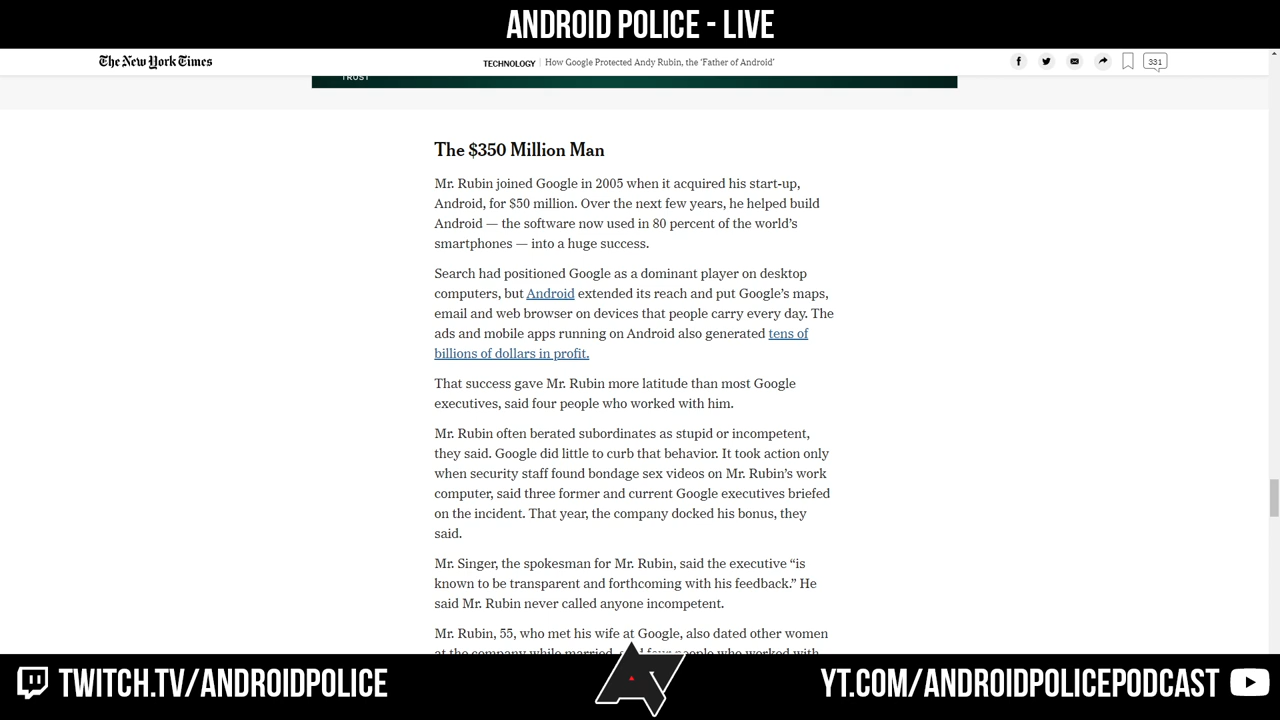 ANDROID POLICE - LIVE
The New York Times
TECHNOLOGY | How Google Protected Andy Rubin, the 'Father of Android'
331
TRUST
The $350 Million Man
Mr. Rubin joined Google in 2005 when it acquired his start-up,
Android, for $50 million. Over the next few years, he helped build
Android — the software now used in 80 percent of the world's
smartphones — into a huge success.
Search had positioned Google as a dominant player on desktop
computers, but Android extended its reach and put Google's maps,
email and web browser on devices that people carry every day. The
ads and mobile apps running on Android also generated tens of
billions of dollars in profit.
That success gave Mr. Rubin more latitude than most Google
executives, said four people who worked with him.
Mr. Rubin often berated subordinates as stupid or incompetent,
they said. Google did little to curb that behavior. It took action only
when security staff found bondage sex videos on Mr. Rubin's work
computer, said three former and current Google executives briefed
on the incident. That year, the company docked his bonus, they
said.
Mr. Singer, the spokesman for Mr. Rubin, said the executive “is
known to be transparent and forthcoming with his feedback.” He
said Mr. Rubin never called anyone incompetent.
Mr. Rubin, 55, who met his wife at Google, also dated other women
at the company while married, said four people who worked with
TWITCH.TV/ANDROIDPOLICE
YT.COM/ANDROIDPOLICEPODCAST